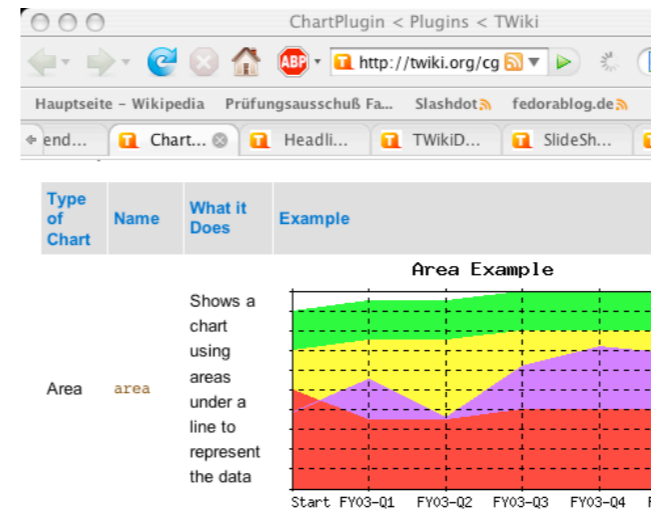 ChartPlugin < Plugins < TWiki
ABP http://twiki.org/cg
Hauptseite - Wikipedia Prüfungsausschuß Fa... Slashdot fedorablog.de
end... Chart... Headli... TWikiD... SlideSh...
Type of Chart
Name
What it Does
Example
Area Example
Area
area
Shows a
chart
using
areas
under a
line to
represent
the data
Start FY03-Q1 FY03-Q2 FY03-Q3 FY03-Q4